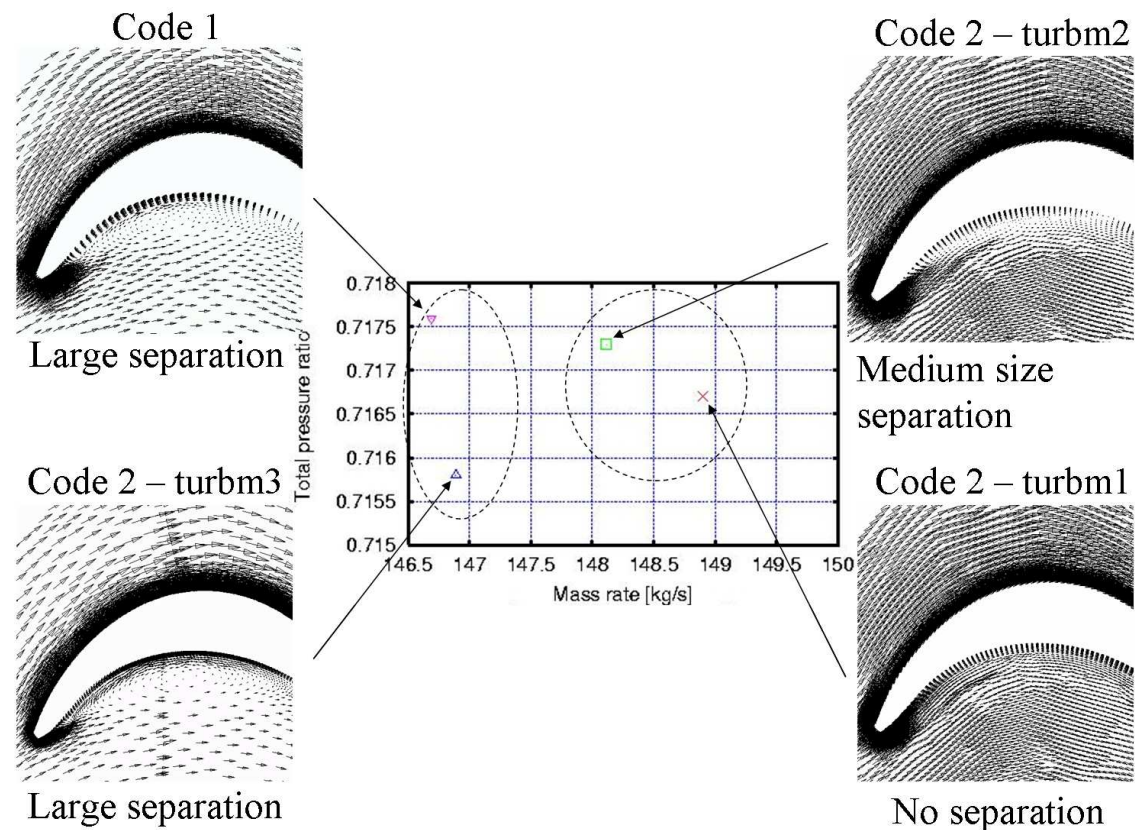 Code 1
Code 2 – turbm2
Large separation
Medium size
separation
Total pressure ratio
0.718
0.7175
0.717
0.7165
0.716
0.7155
0.715
146.5 147 147.5 148 148.5 149 149.5 150
Mass rate [kg/s]
Code 2 – turbm3
Code 2 – turbm1
Large separation
No separation